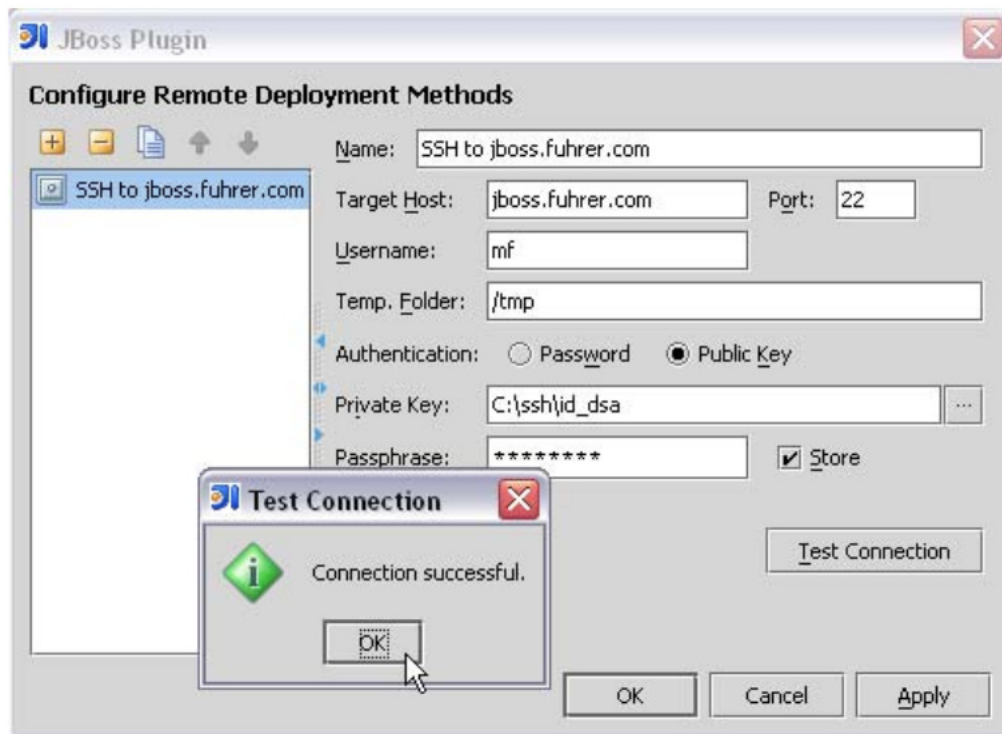 JBoss Plugin
Configure Remote Deployment Methods
SSH to jboss.fuhrer.com
Name: SSH to jboss.fuhrer.com
Target Host: jboss.fuhrer.com Port: 22
Username: mf
Temp. Folder: /tmp
Authentication: Password Public Key
Private Key: C:\ssh\id_dsa ...
Passphrase: ******** Store
Test Connection
Test Connection
Connection successful.
OK
OK Cancel Apply